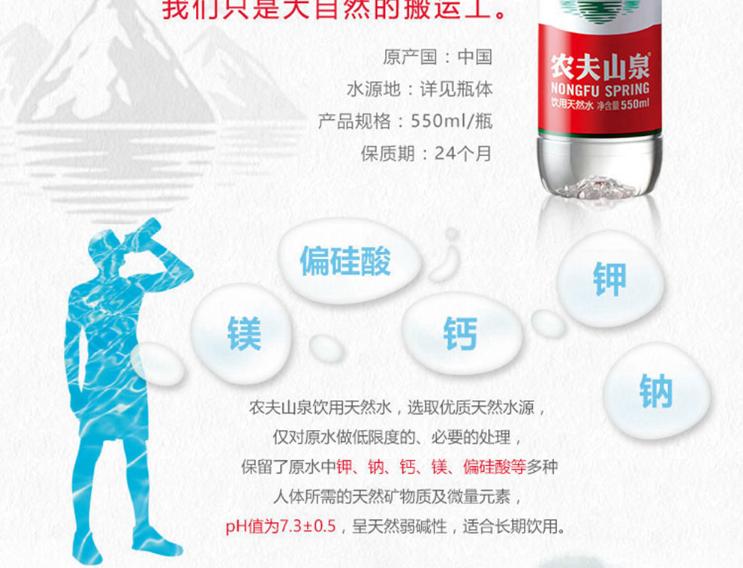 我们只是大自然的搬运工。
原产国：中国
水源地：详见瓶体
产品规格：550ml/瓶
保质期：24个月
农夫山泉®
NONGFU SPRING
饮用天然水 净含量550ml
偏硅酸
钾
镁
钙
钠
农夫山泉饮用天然水，选取优质天然水源，
仅对原水做低限度的、必要的处理，
保留了原水中钾、钠、钙、镁、偏硅酸等多种
人体所需的天然矿物质及微量元素，
pH值为7.3±0.5，呈天然弱碱性，适合长期饮用。